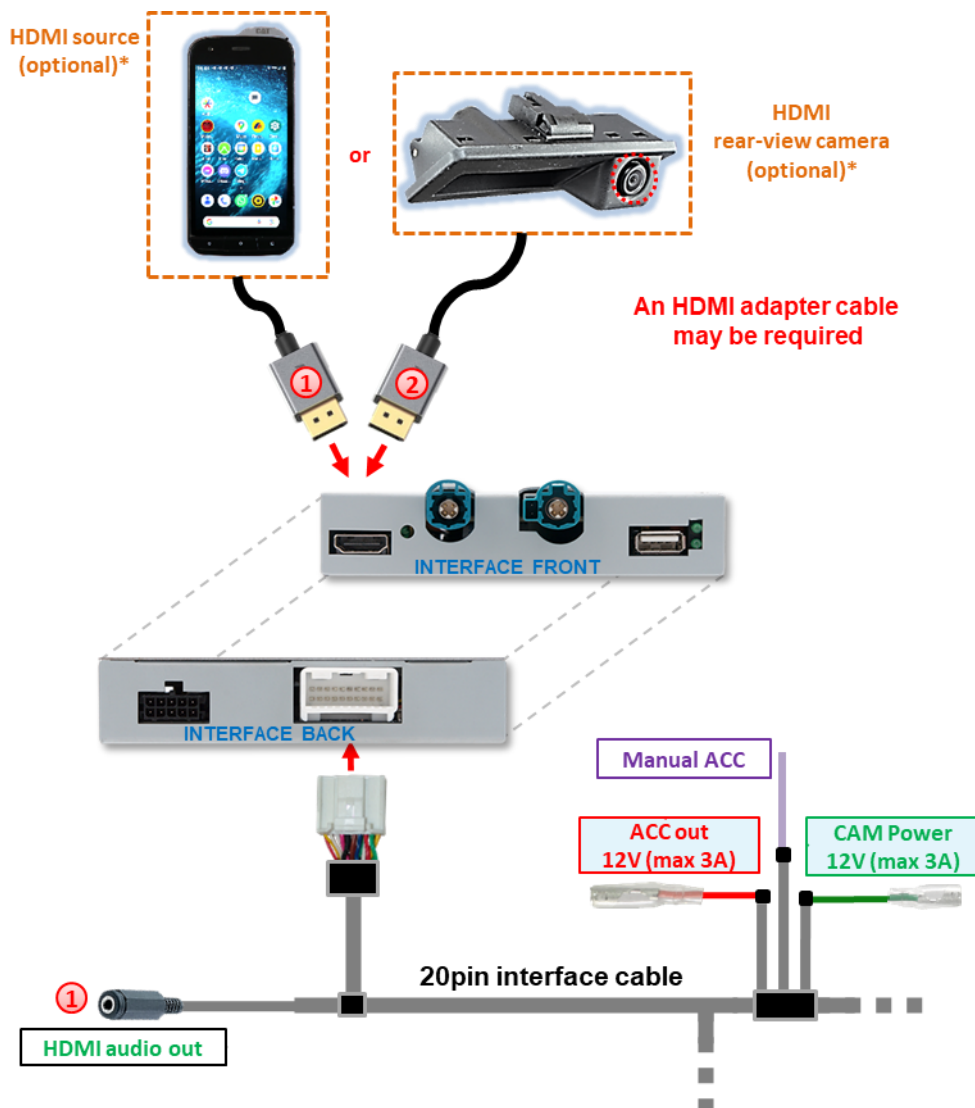 HDMI source
(optional)*
or
HDMI
rear-view camera
(optional)*
An HDMI adapter cable
may be required
1
2
INTERFACE FRONT
INTERFACE BACK
Manual ACC
ACC out
12V (max 3A)
CAM Power
12V (max 3A)
20pin interface cable
1
HDMI audio out